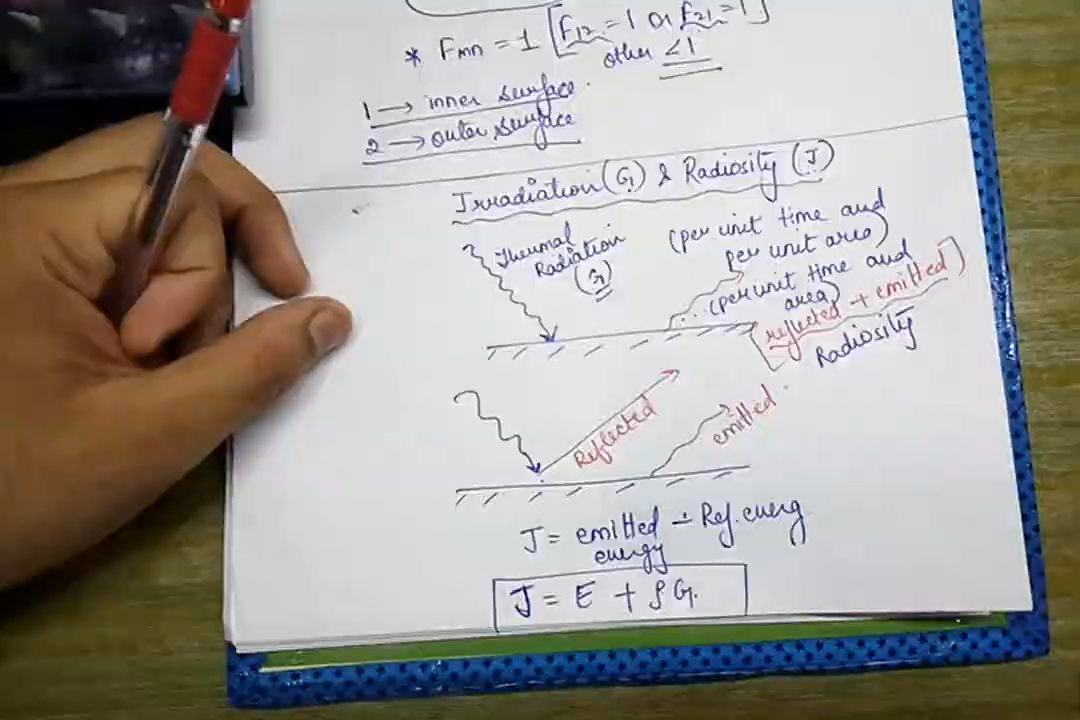 * Fmn = 1 [F12 = 1 or F21 = 1]
other < 1
1 → inner surface
2 → outer surface
Irradiation (G) & Radiosity (J)
Thermal
Radiation
(G)
(per unit time and
per unit area)
(per unit time and
area)
[reflected + emitted]
Radiosity
Reflected
emitted
J = emitted + Ref. energ
energy
J = E + ρG